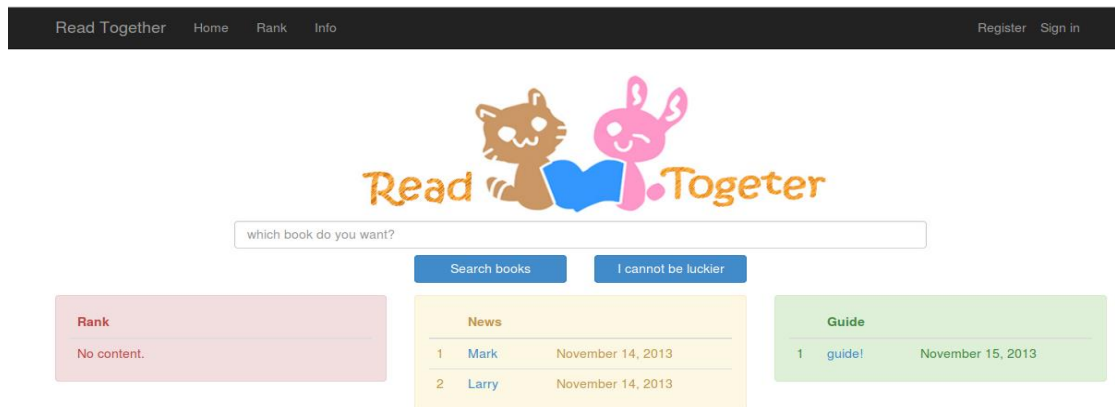 Read Together Home Rank Info Register Sign in
Read Togeter
which book do you want?
Search books I cannot be luckier
Rank
No content.
News
1 Mark November 14, 2013
2 Larry November 14, 2013
Guide
1 guide! November 15, 2013